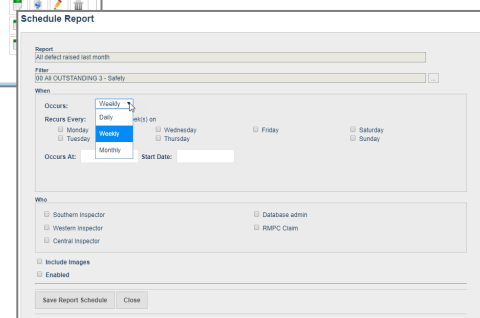 Schedule Report
Report
All defect raised last month
Filter
00 All OUTSTANDING 3 - Safety
...
When
Occurs: Weekly
Daily
Weekly
Monthly
Recurs Every: ek(s) on
Monday Wednesday Friday Saturday
Tuesday Thursday Sunday
Occurs At: Start Date:
Who
Southern Inspector Database admin
Western Inspector RMPC Claim
Central Inspector
Include Images
Enabled
Save Report Schedule Close